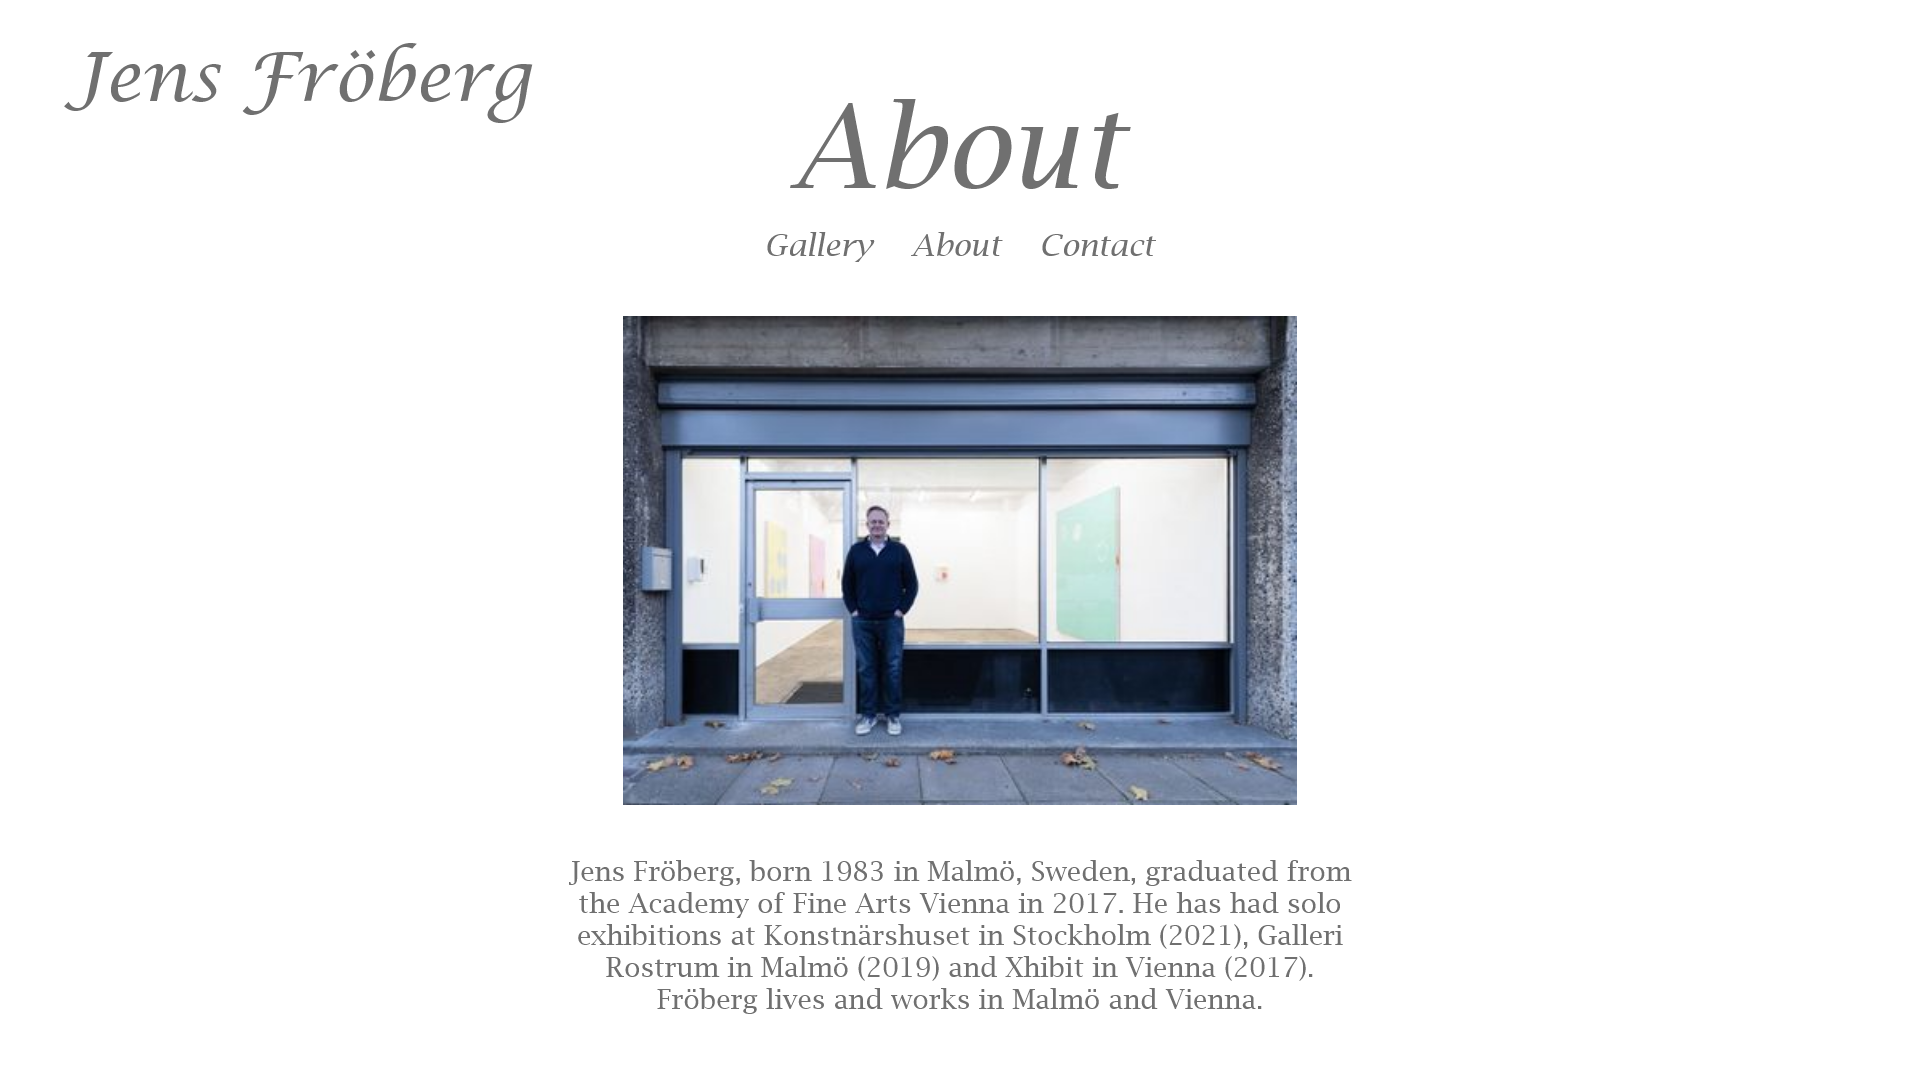 Jens Fröberg
About
Gallery About Contact
Jens Fröberg, born 1983 in Malmö, Sweden, graduated from
the Academy of Fine Arts Vienna in 2017. He has had solo
exhibitions at Konstnärshuset in Stockholm (2021), Galleri
Rostrum in Malmö (2019) and Xhibit in Vienna (2017).
Fröberg lives and works in Malmö and Vienna.